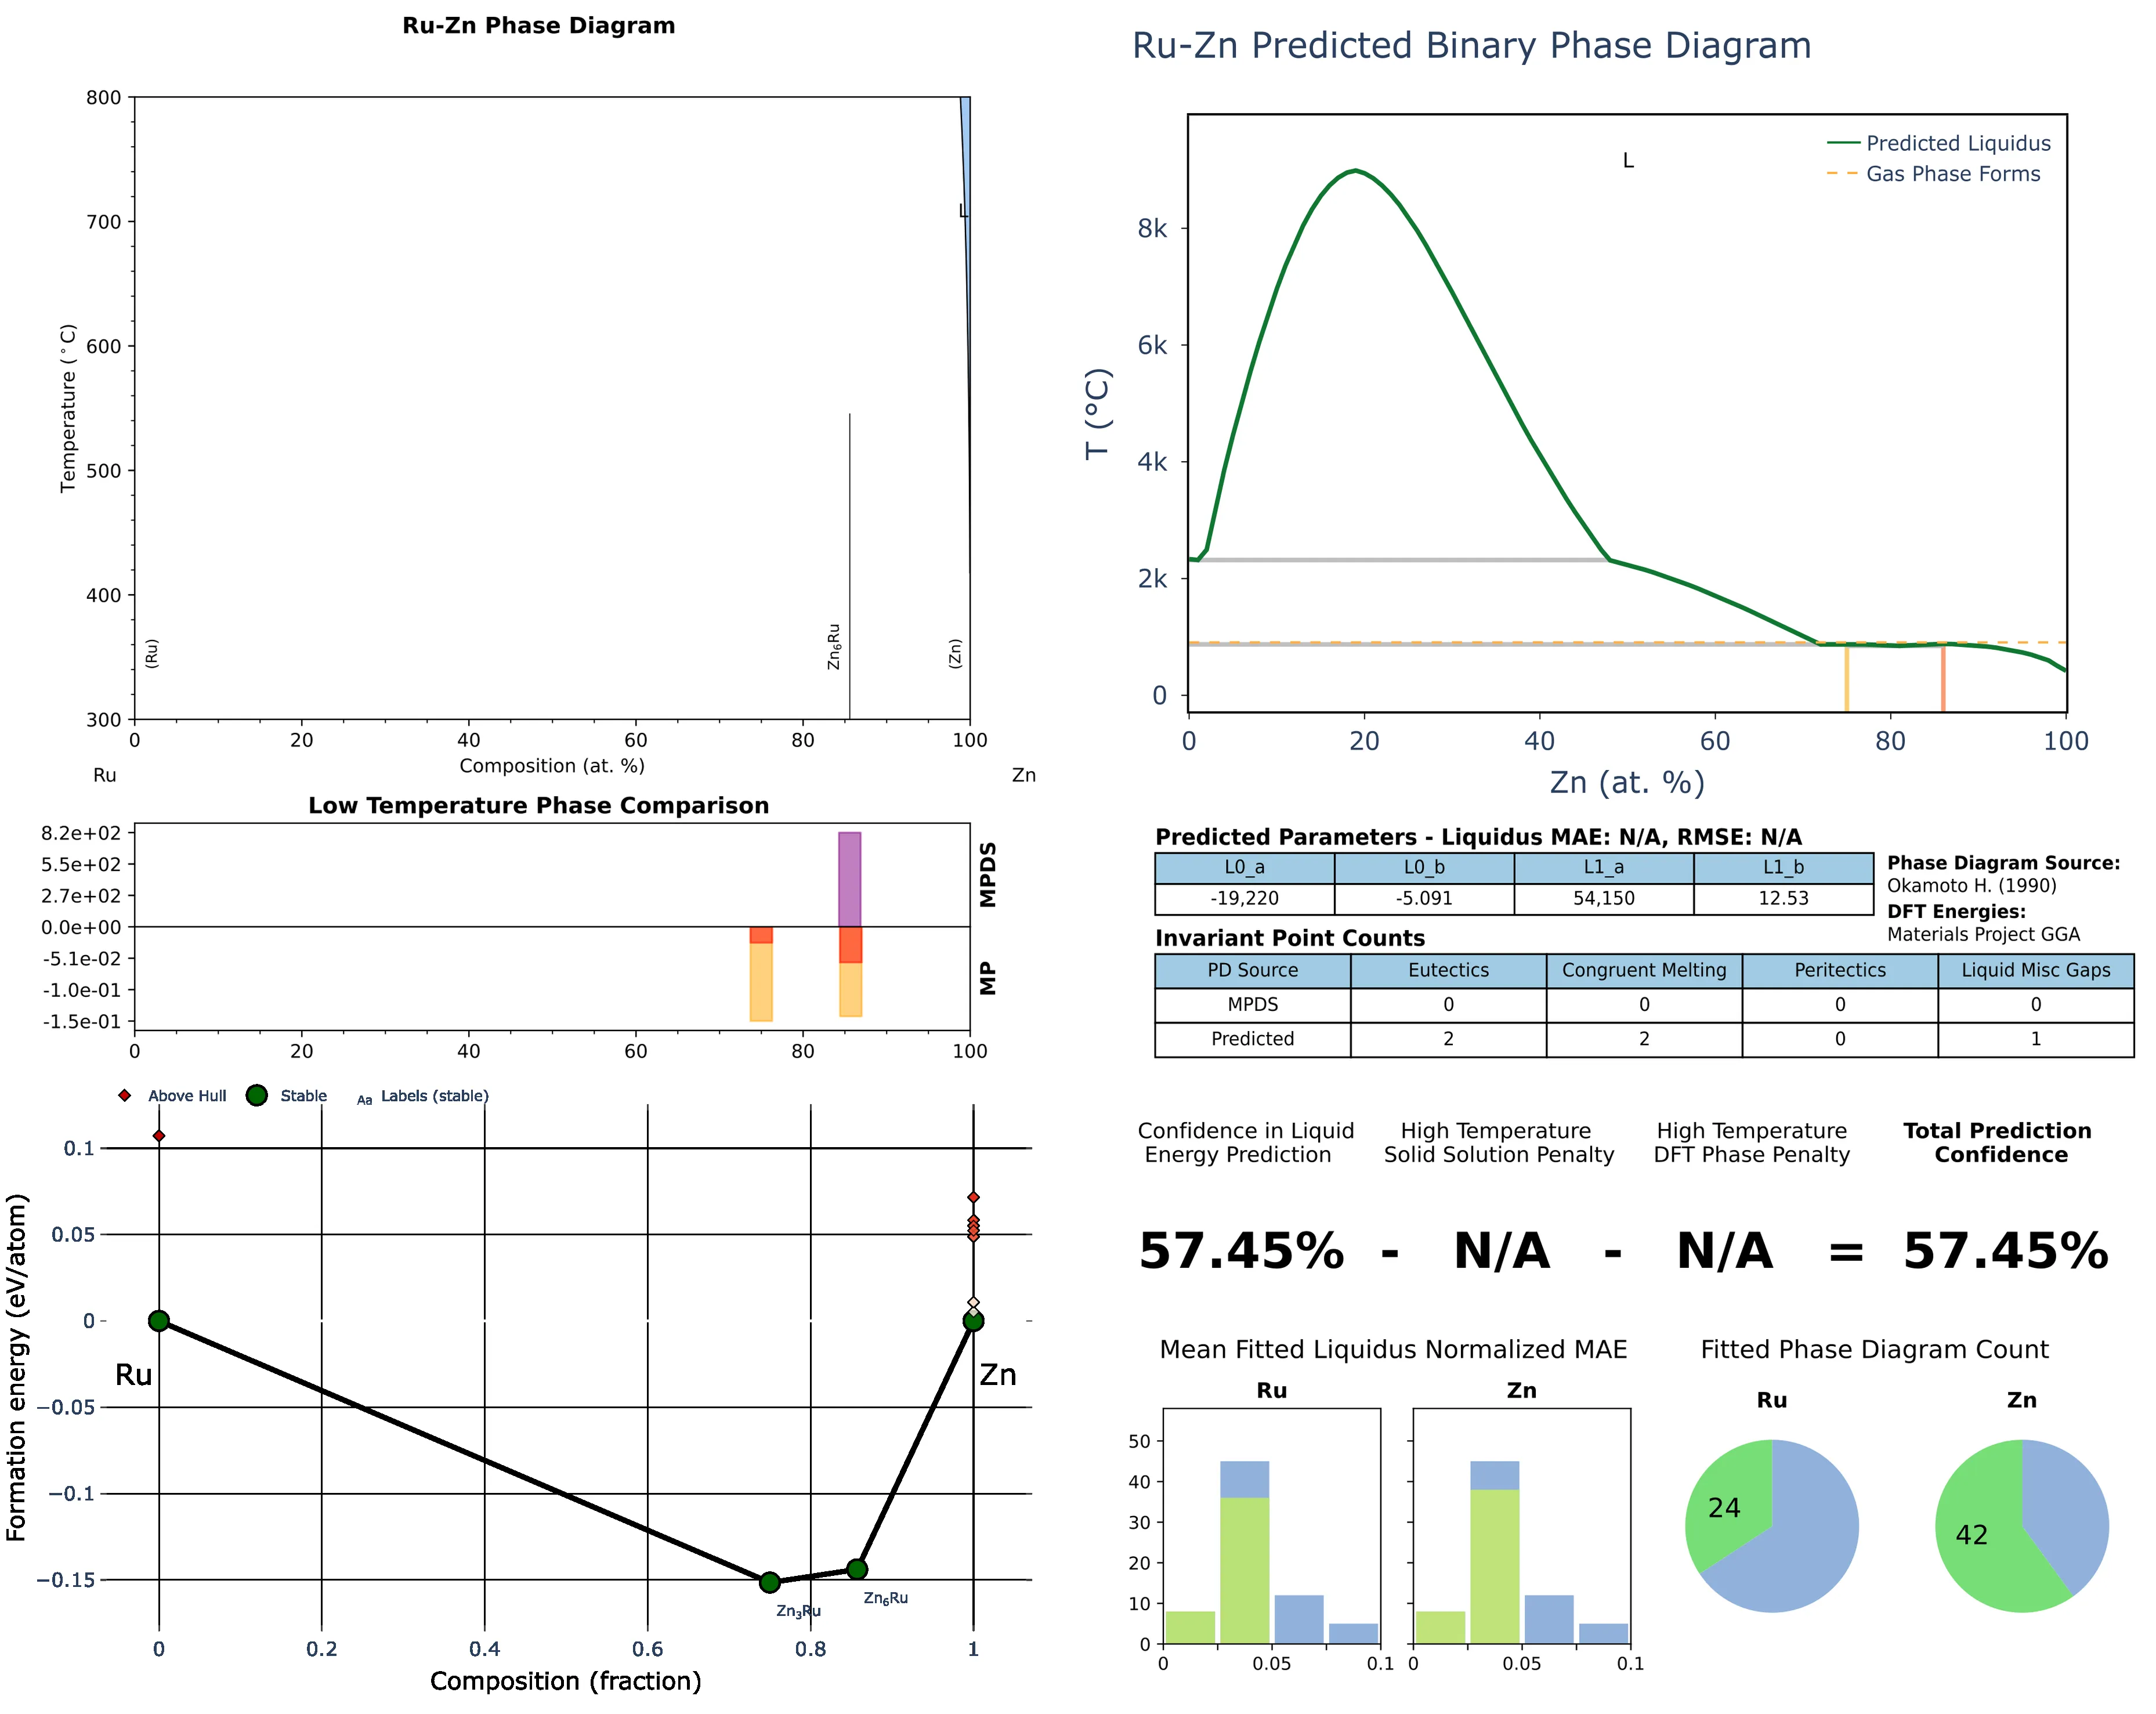 Ru-Zn Phase Diagram
800
700
600
500
400
300
Temperature (°C)
L
(Ru)
Zn₆Ru
(Zn)
0 20 40 60 80 100
Ru Composition (at. %) Zn
Low Temperature Phase Comparison
8.2e+02
5.5e+02
2.7e+02
0.0e+00
-5.1e-02
-1.0e-01
-1.5e-01
MPDS
MP
0 20 40 60 80 100
Above Hull Stable Aa Labels (stable)
0.1
0.05
0
−0.05
−0.1
−0.15
Formation energy (eV/atom)
Ru
Zn
Zn₃Ru
Zn₆Ru
0 0.2 0.4 0.6 0.8 1
Composition (fraction)
Ru-Zn Predicted Binary Phase Diagram
L
Predicted Liquidus
Gas Phase Forms
8k
6k
4k
2k
0
T (°C)
0 20 40 60 80 100
Zn (at. %)
Predicted Parameters - Liquidus MAE: N/A, RMSE: N/A
L0_a L0_b L1_a L1_b
-19,220 -5.091 54,150 12.53
Phase Diagram Source:
Okamoto H. (1990)
DFT Energies:
Materials Project GGA
Invariant Point Counts
PD Source Eutectics Congruent Melting Peritectics Liquid Misc Gaps
MPDS 0 0 0 0
Predicted 2 2 0 1
Confidence in Liquid
Energy Prediction
High Temperature
Solid Solution Penalty
High Temperature
DFT Phase Penalty
Total Prediction
Confidence
57.45% - N/A - N/A = 57.45%
Mean Fitted Liquidus Normalized MAE
Ru
Zn
50
40
30
20
10
0
0 0.05 0.1
0 0.05 0.1
Fitted Phase Diagram Count
Ru
Zn
24
42